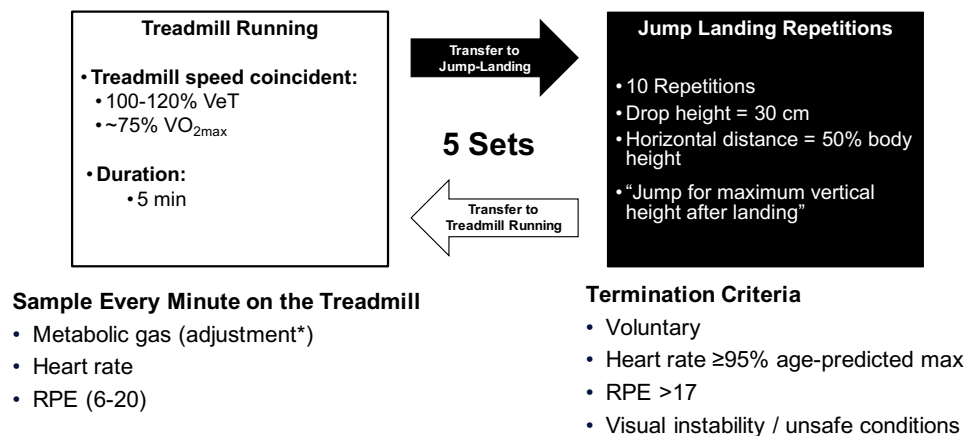 Treadmill Running
• Treadmill speed coincident:
• 100-120% VeT
• ~75% VO2max
• Duration:
• 5 min
Transfer to
Jump-Landing
5 Sets
Transfer to
Treadmill Running
Jump Landing Repetitions
• 10 Repetitions
• Drop height = 30 cm
• Horizontal distance = 50% body
height
• “Jump for maximum vertical
height after landing”
Sample Every Minute on the Treadmill
• Metabolic gas (adjustment*)
• Heart rate
• RPE (6-20)
Termination Criteria
• Voluntary
• Heart rate ≥95% age-predicted max
• RPE >17
• Visual instability / unsafe conditions